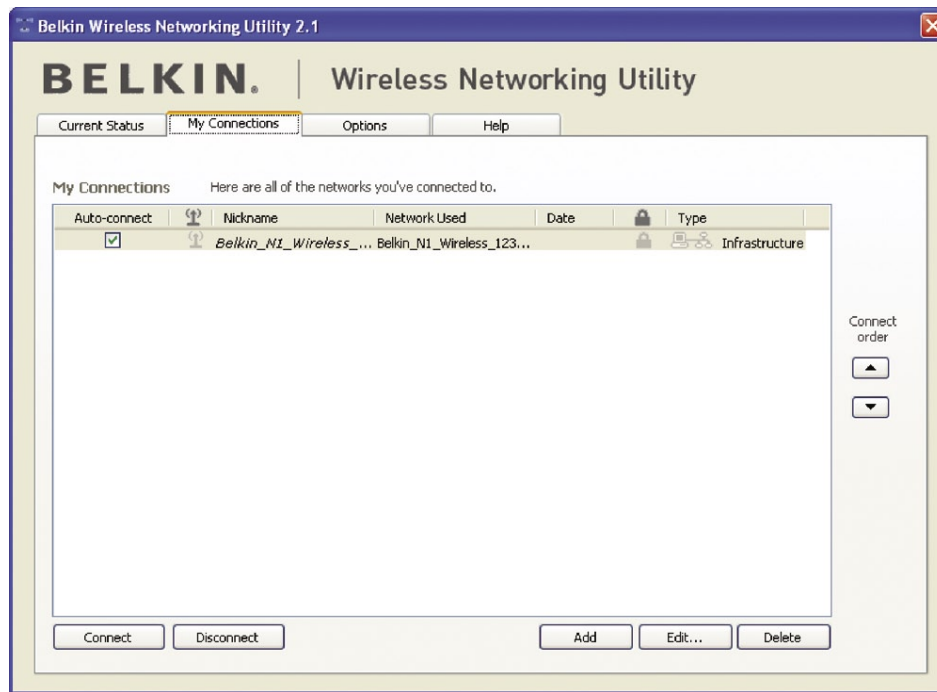 Belkin Wireless Networking Utility 2.1
BELKIN. Wireless Networking Utility
Current Status My Connections Options Help
My Connections Here are all of the networks you've connected to.
Auto-connect Nickname Network Used Date Type
Belkin_N1_Wireless_... Belkin_N1_Wireless_123... Infrastructure
Connect
order
Connect Disconnect Add Edit... Delete